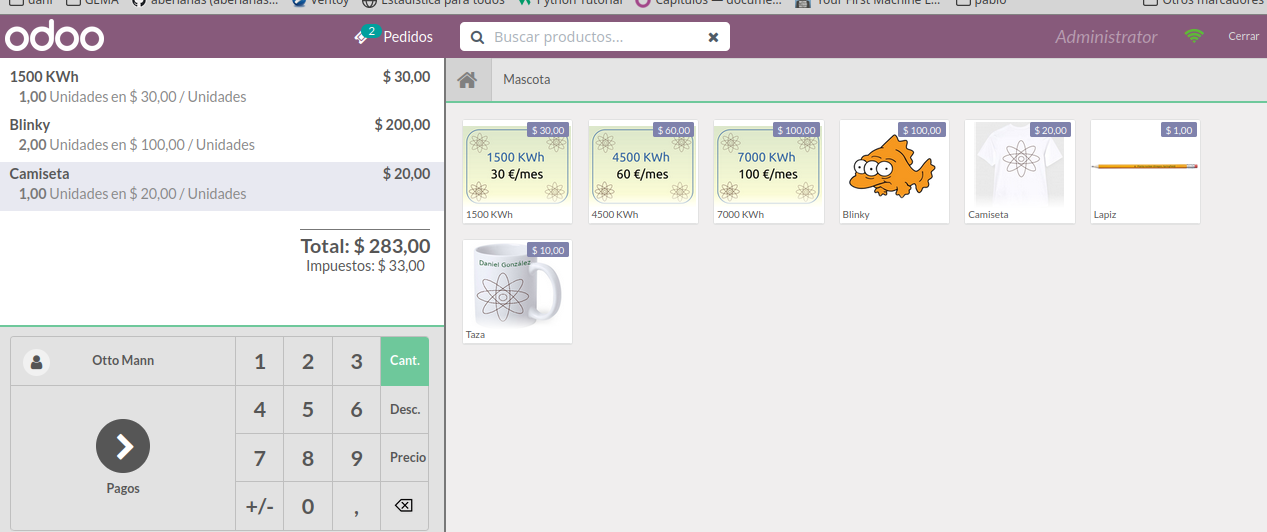 dani GEMA aberlanas (aberlanas... Ventoy Estadística para todos Python Tutorial Capítulos — docume... Your First Machine L... pablo Otros marcadores
odoo 2 Pedidos Buscar productos... Administrator Cerrar
1500 KWh $ 30,00
1,00 Unidades en $ 30,00 / Unidades
Blinky $ 200,00
2,00 Unidades en $ 100,00 / Unidades
Camiseta $ 20,00
1,00 Unidades en $ 20,00 / Unidades
Total: $ 283,00
Impuestos: $ 33,00
Otto Mann
Pagos
1 2 3 Cant.
4 5 6 Desc.
7 8 9 Precio
+/- 0 ,
Mascota
$ 30,00
1500 KWh
30 €/mes
1500 KWh
$ 60,00
4500 KWh
60 €/mes
4500 KWh
$ 100,00
7000 KWh
100 €/mes
7000 KWh
$ 100,00
Blinky
$ 20,00
Camiseta
$ 1,00
Lapiz
$ 10,00
Daniel González
Taza